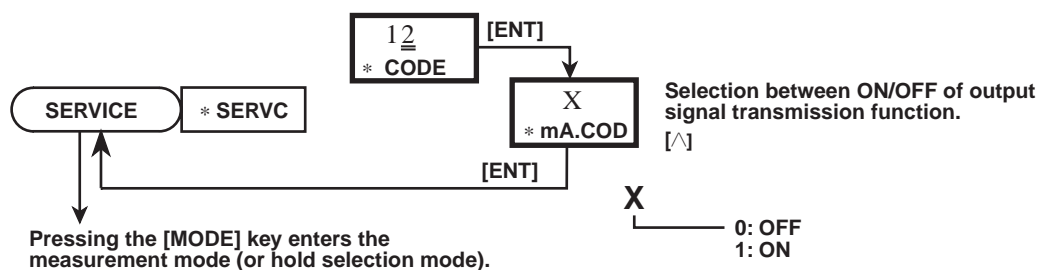 12
* CODE
[ENT]
X
* mA.COD
Selection between ON/OFF of output
signal transmission function.
[∧]
SERVICE
* SERVC
[ENT]
X
0: OFF
1: ON
Pressing the [MODE] key enters the
measurement mode (or hold selection mode).